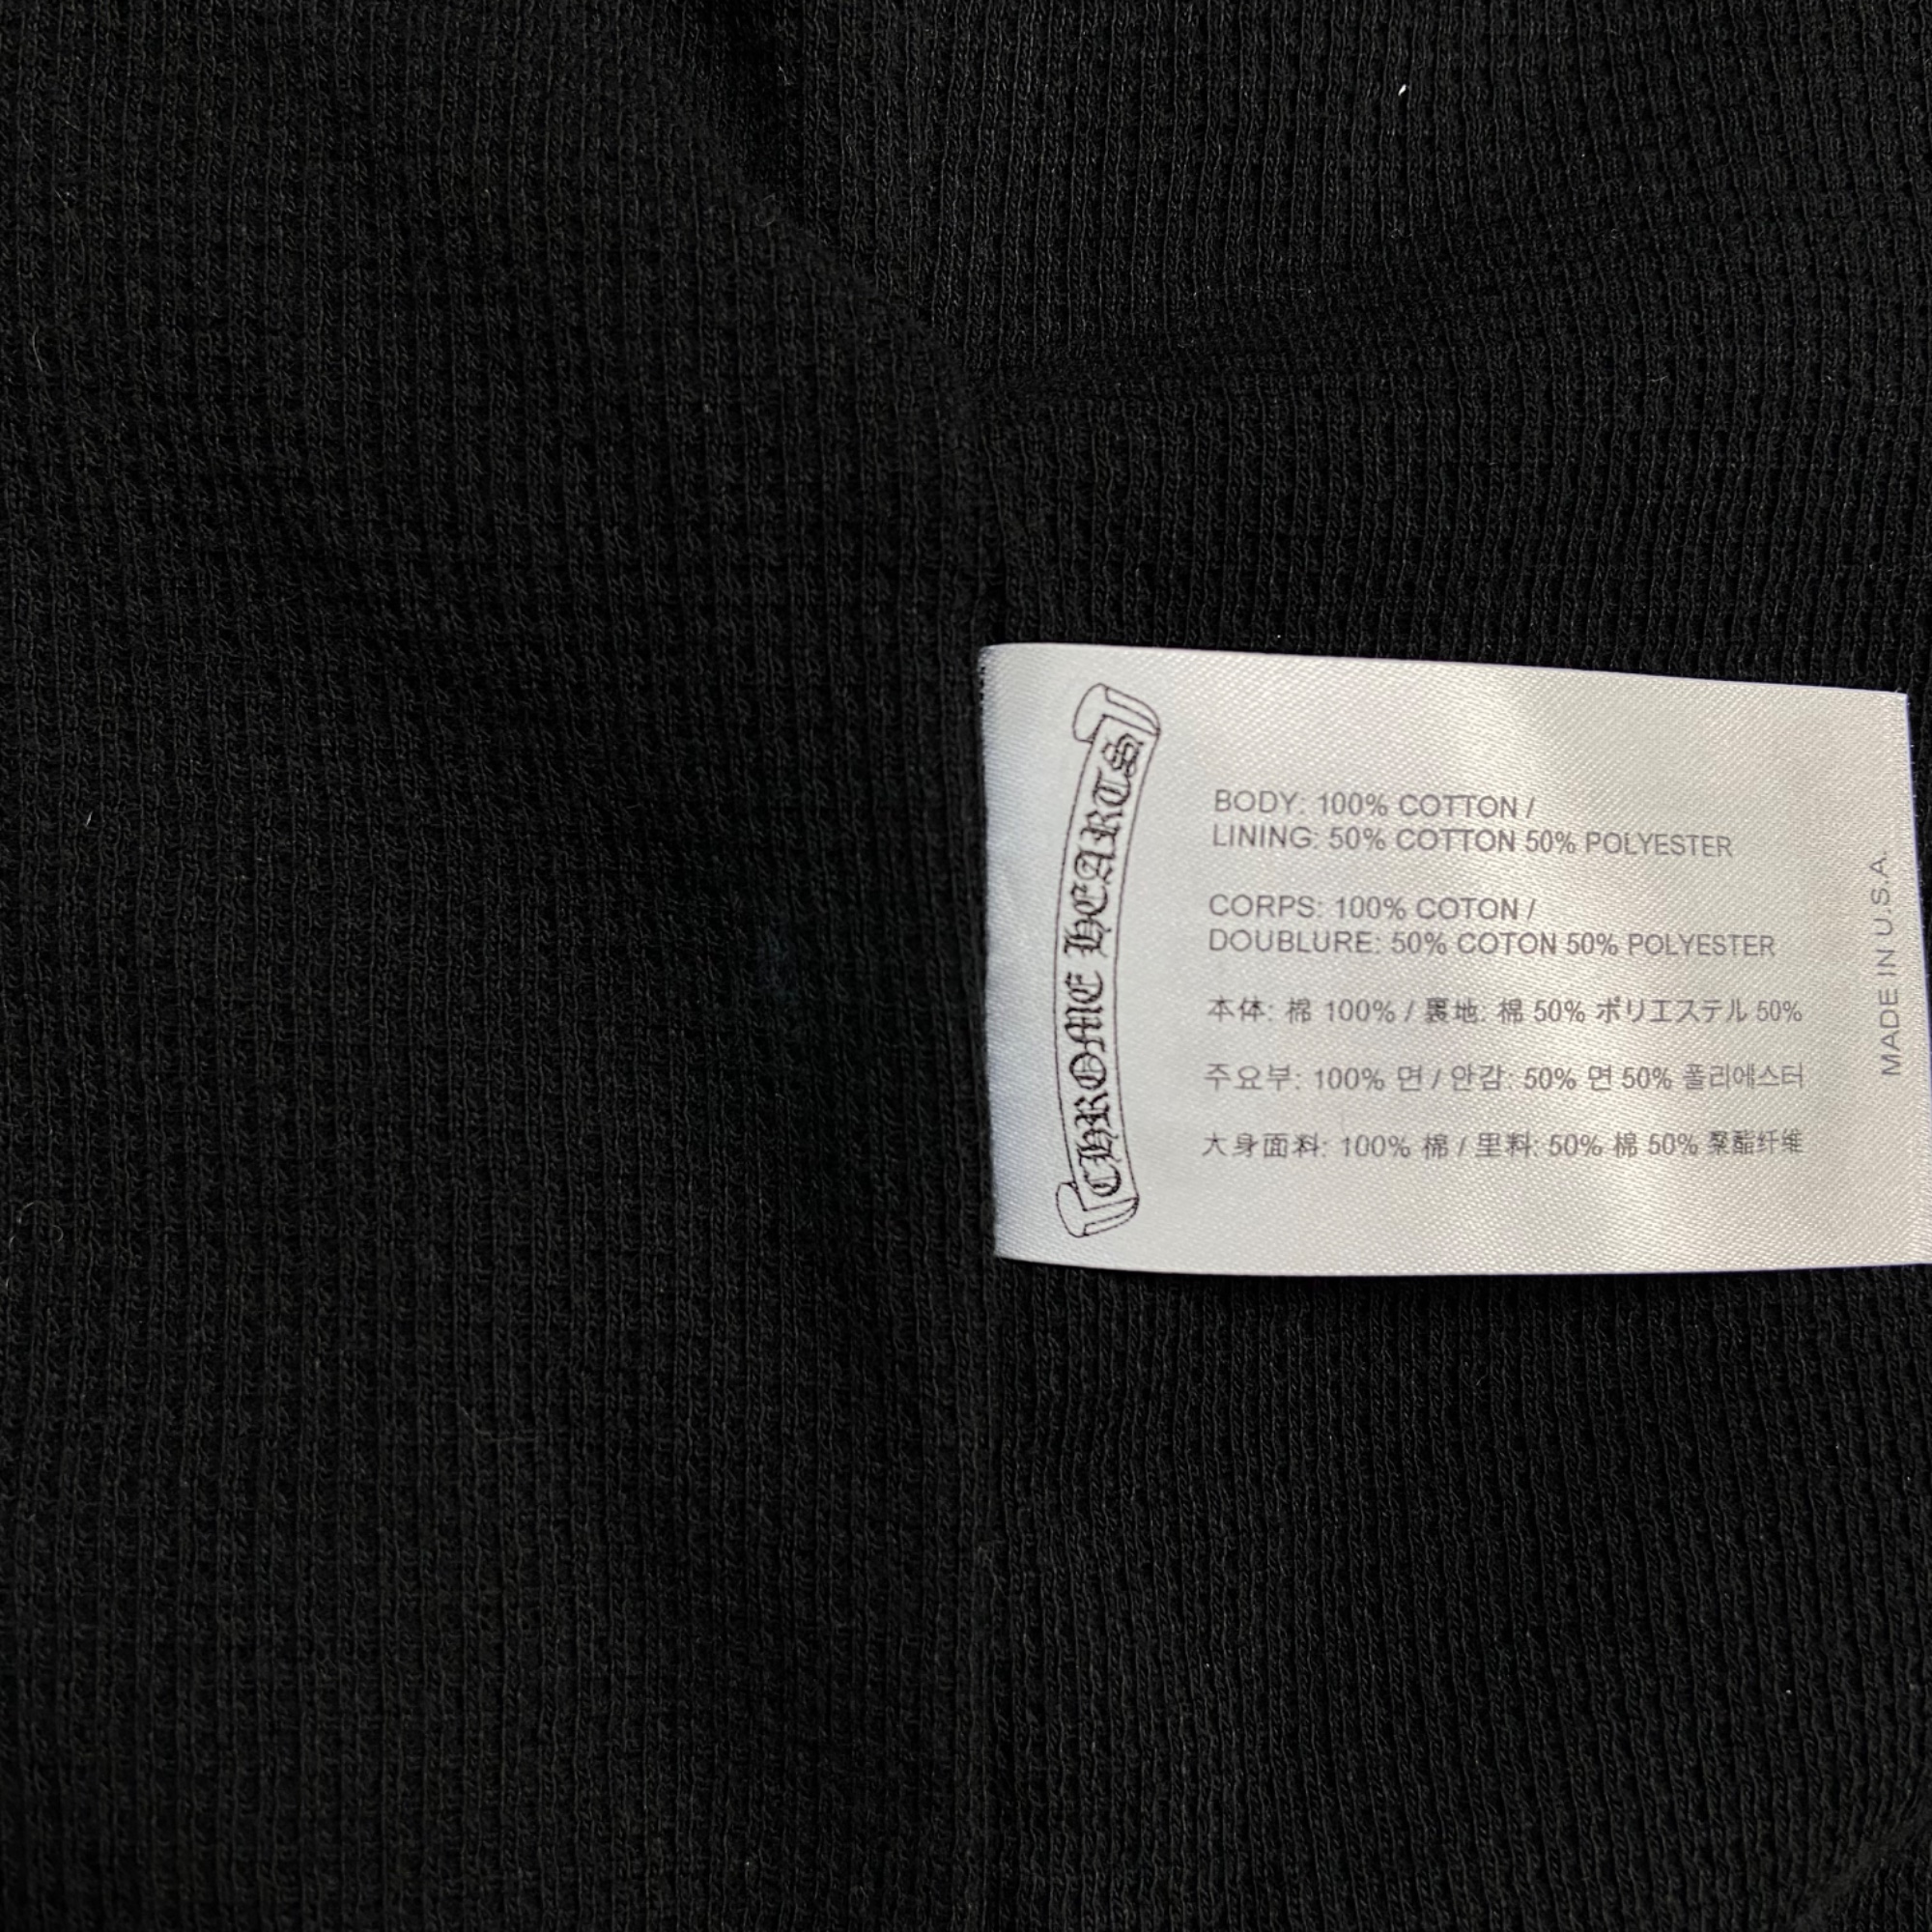 CHROME HEARTS
BODY: 100% COTTON /
LINING: 50% COTTON 50% POLYESTER
CORPS: 100% COTON /
DOUBLURE: 50% COTON 50% POLYESTER
本体: 棉 100% / 裏地: 棉 50% ポリエステル 50%
주요부: 100% 면 / 안감: 50% 면 50% 폴리에스터
大身面料: 100% 棉 / 里料: 50% 棉 50% 聚酯纤维
MADE IN U.S.A.